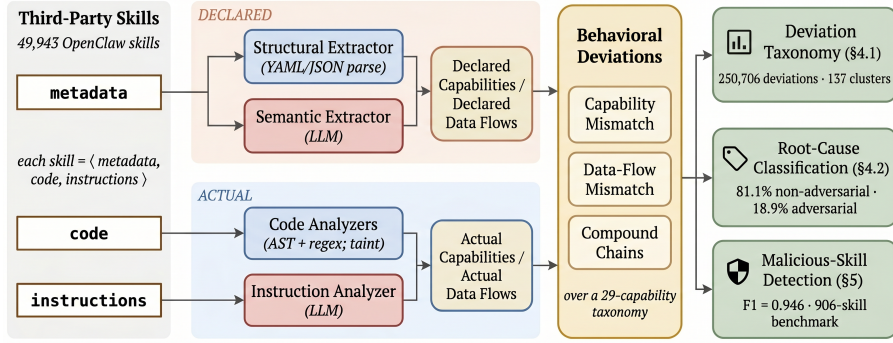 Third-Party Skills
49,943 OpenClaw skills
metadata
each skill = ⟨ metadata,
code, instructions ⟩
code
instructions
DECLARED
Structural Extractor
(YAML/JSON parse)
Semantic Extractor
(LLM)
Declared
Capabilities /
Declared
Data Flows
ACTUAL
Code Analyzers
(AST + regex; taint)
Instruction Analyzer
(LLM)
Actual
Capabilities /
Actual
Data Flows
Behavioral
Deviations
Capability
Mismatch
Data-Flow
Mismatch
Compound
Chains
over a 29-capability
taxonomy
Deviation
Taxonomy (§4.1)
250,706 deviations · 137 clusters
Root-Cause
Classification (§4.2)
81.1% non-adversarial ·
18.9% adversarial
Malicious-Skill
Detection (§5)
F1 = 0.946 · 906-skill
benchmark